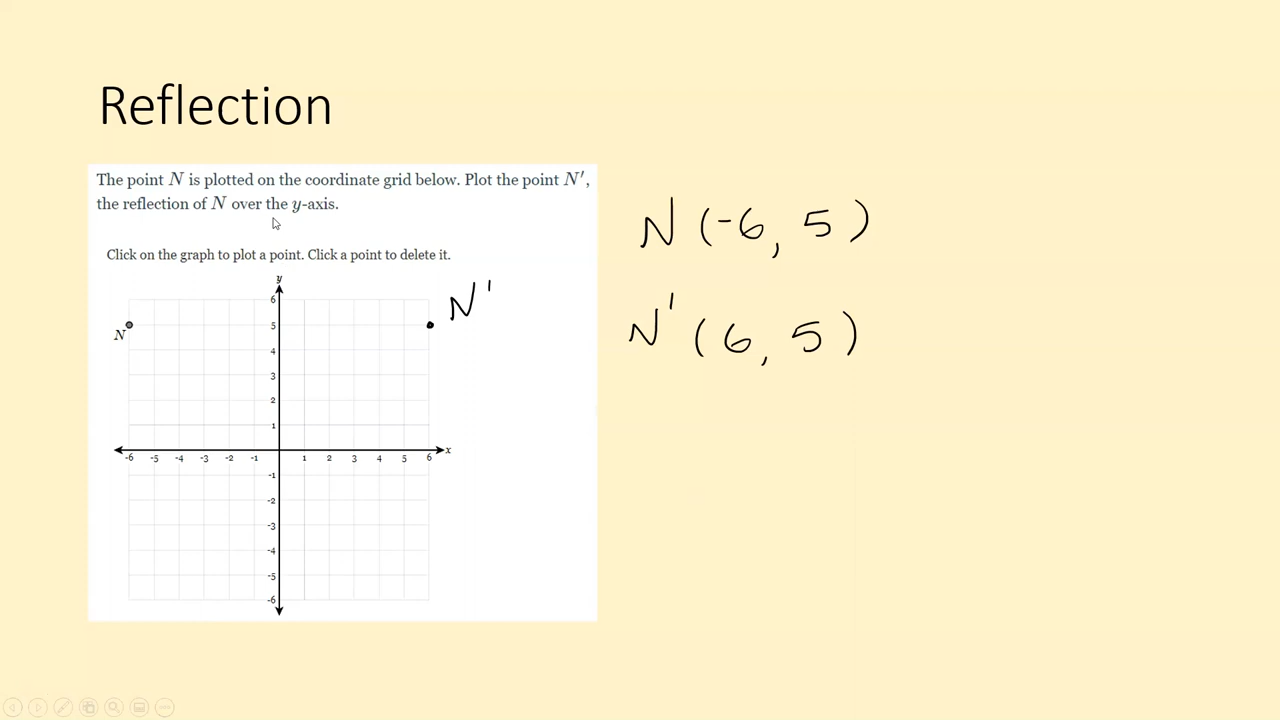 Reflection
The point N is plotted on the coordinate grid below. Plot the point N′,
the reflection of N over the y-axis.
Click on the graph to plot a point. Click a point to delete it.
y
6
5
4
3
2
1
-1
-2
-3
-4
-5
-6
-6 -5 -4 -3 -2 -1 1 2 3 4 5 6
x
N
N'
N (-6, 5)
N' (6, 5)